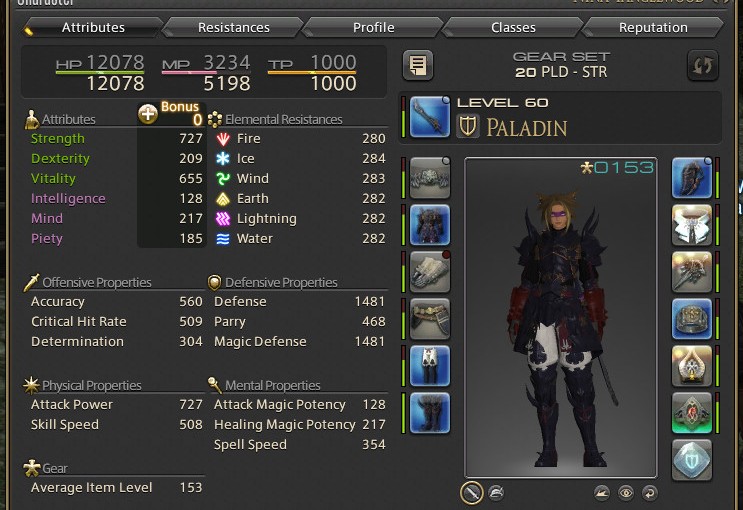 Character
Attributes Resistances Profile Classes Reputation
HP 12078 MP 3234 TP 1000
12078 5198 1000
GEAR SET
20 PLD - STR
LEVEL 60
PALADIN
0153
Attributes Bonus 0
Strength 727
Dexterity 209
Vitality 655
Intelligence 128
Mind 217
Piety 185
Elemental Resistances
Fire 280
Ice 284
Wind 283
Earth 282
Lightning 282
Water 282
Offensive Properties
Accuracy 560
Critical Hit Rate 509
Determination 304
Defensive Properties
Defense 1481
Parry 468
Magic Defense 1481
Physical Properties
Attack Power 727
Skill Speed 508
Mental Properties
Attack Magic Potency 128
Healing Magic Potency 217
Spell Speed 354
Gear
Average Item Level 153